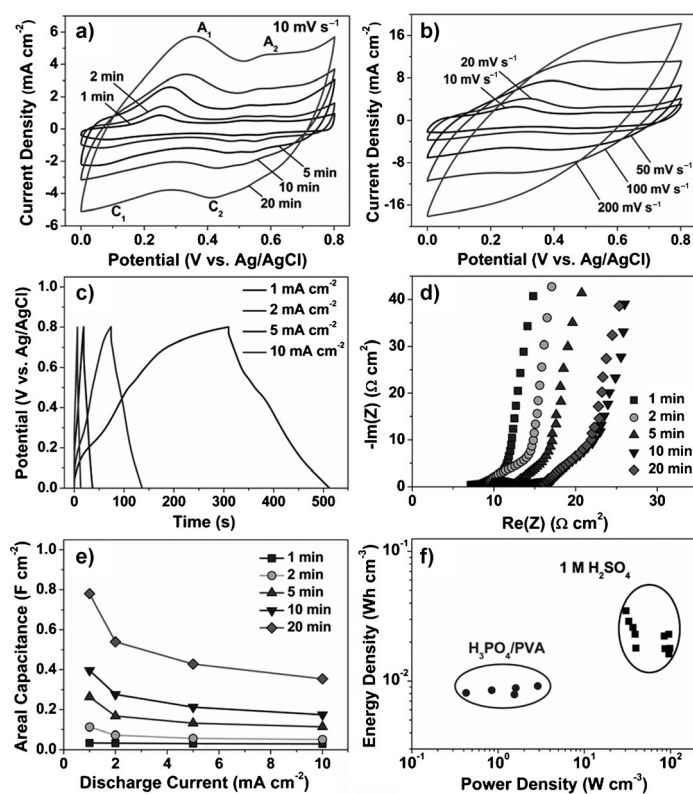 a)
A₁
A₂
10 mV s⁻¹
2 min
1 min
5 min
10 min
20 min
C₁
C₂
6
4
2
0
-2
-4
-6
0.0 0.2 0.4 0.6 0.8
Current Density (mA cm⁻²)
Potential (V vs. Ag/AgCl)
b)
20 mV s⁻¹
10 mV s⁻¹
50 mV s⁻¹
100 mV s⁻¹
200 mV s⁻¹
16
8
0
-8
-16
0.0 0.2 0.4 0.6 0.8
Current Density (mA cm⁻²)
Potential (V vs. Ag/AgCl)
c)
1 mA cm⁻²
2 mA cm⁻²
5 mA cm⁻²
10 mA cm⁻²
0.8
0.4
0.0
0 100 200 300 400 500
Potential (V vs. Ag/AgCl)
Time (s)
d)
1 min
2 min
5 min
10 min
20 min
40
30
20
10
0
0 10 20 30
-Im(Z) (Ω cm²)
Re(Z) (Ω cm²)
e)
1 min
2 min
5 min
10 min
20 min
1.0
0.8
0.6
0.4
0.2
0.0
0 2 4 6 8 10
Areal Capacitance (F cm⁻²)
Discharge Current (mA cm⁻²)
f)
1 M H₂SO₄
H₃PO₄/PVA
10⁻¹
10⁻²
10⁻¹ 10⁰ 10¹ 10²
Energy Density (Wh cm⁻³)
Power Density (W cm⁻³)